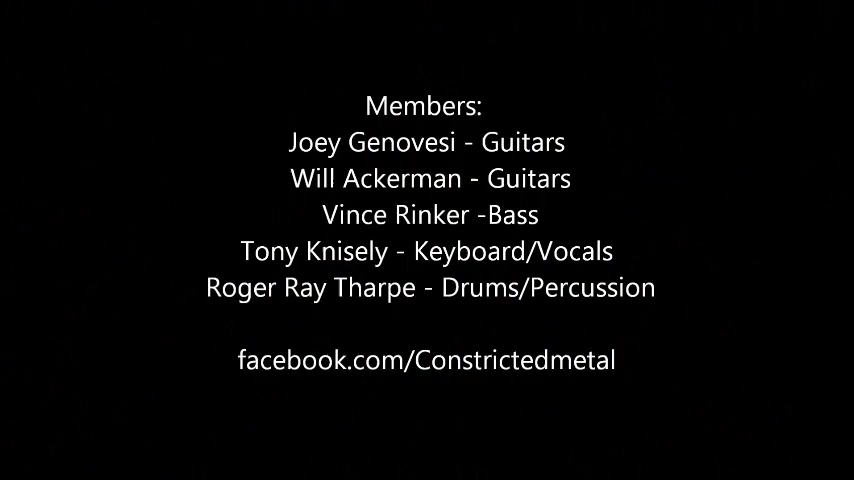 Members:
Joey Genovesi - Guitars
Will Ackerman - Guitars
Vince Rinker -Bass
Tony Knisely - Keyboard/Vocals
Roger Ray Tharpe - Drums/Percussion
facebook.com/Constrictedmetal